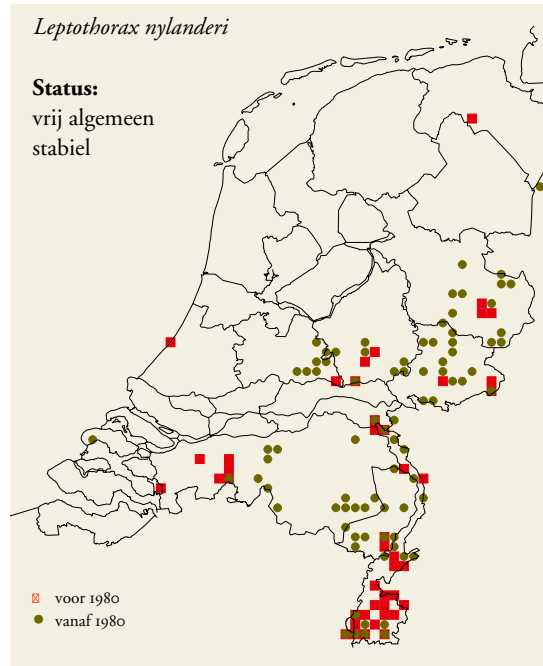 Leptothorax nylanderi
Status:
vrij algemeen
stabiel
voor 1980
vanaf 1980